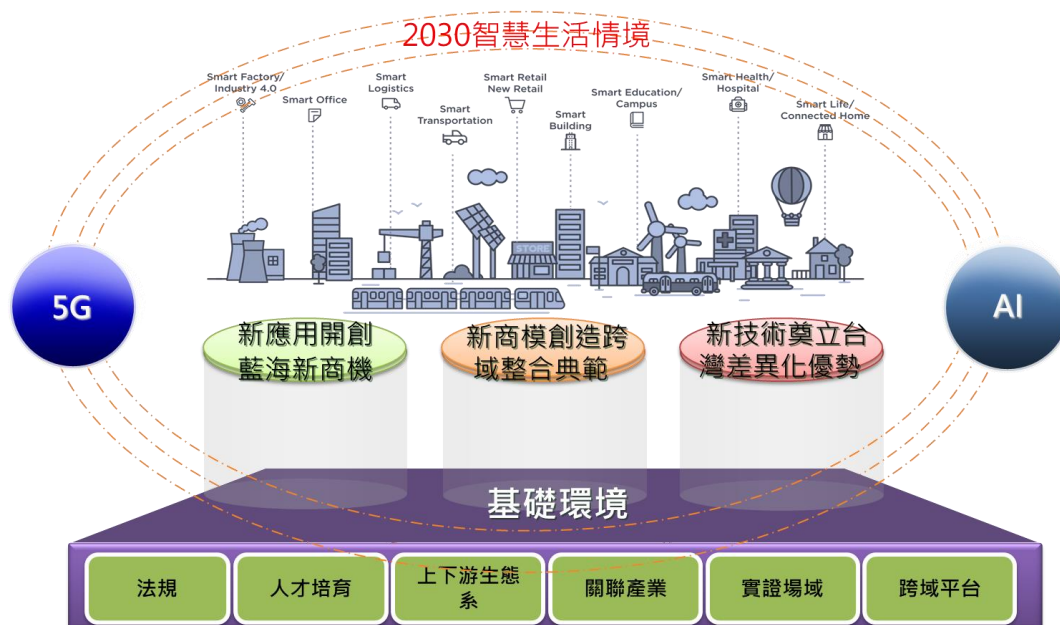 2030智慧生活情境
Smart Factory/
Industry 4.0
Smart Office
Smart
Logistics
Smart
Transportation
Smart Retail
New Retail
Smart
Building
Smart Education/
Campus
Smart Health/
Hospital
Smart Life/
Connected Home
STORE
5G
AI
新應用開創
藍海新商機
新商模創造跨
域整合典範
新技術奠立台
灣差異化優勢
基礎環境
法規
人才培育
上下游生態
系
關聯產業
實證場域
跨域平台